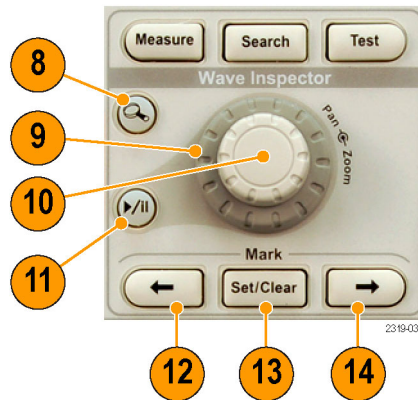 Measure Search Test
Wave Inspector
8
Pan Zoom
9
10
▶/II
11
Mark
← Set/Clear →
2319-03
12 13 14